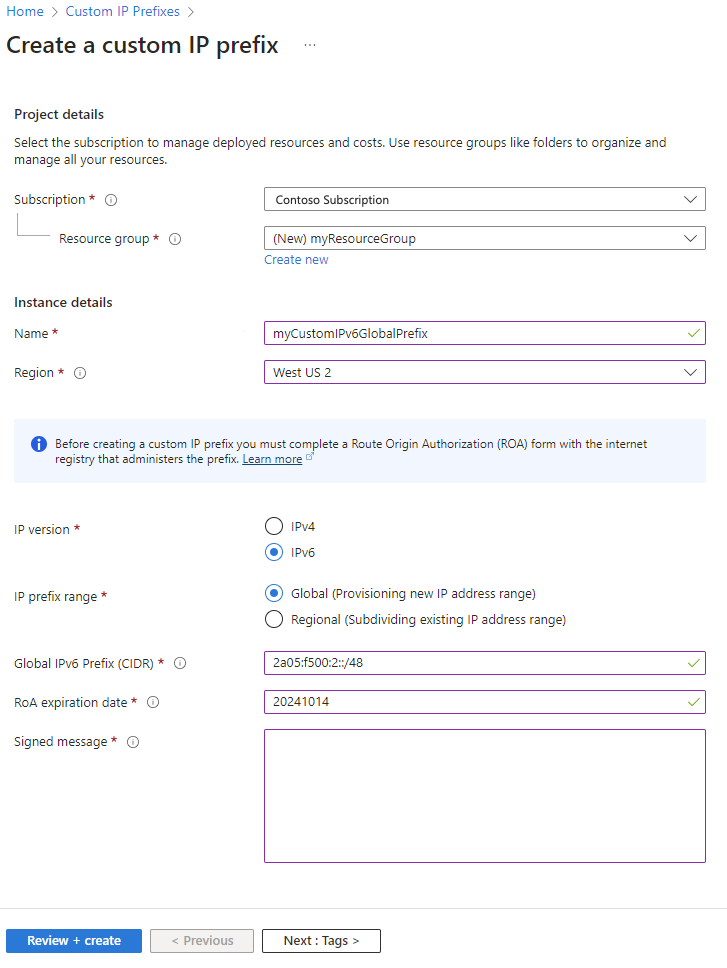 Home > Custom IP Prefixes >
Create a custom IP prefix ...
Project details
Select the subscription to manage deployed resources and costs. Use resource groups like folders to organize and
manage all your resources.
Subscription * Contoso Subscription
Resource group * (New) myResourceGroup
Create new
Instance details
Name * myCustomIPv6GlobalPrefix
Region * West US 2
Before creating a custom IP prefix you must complete a Route Origin Authorization (ROA) form with the internet
registry that administers the prefix. Learn more
IP version * IPv4
IPv6
IP prefix range * Global (Provisioning new IP address range)
Regional (Subdividing existing IP address range)
Global IPv6 Prefix (CIDR) * 2a05:f500:2::/48
RoA expiration date * 20241014
Signed message *
Review + create < Previous Next : Tags >